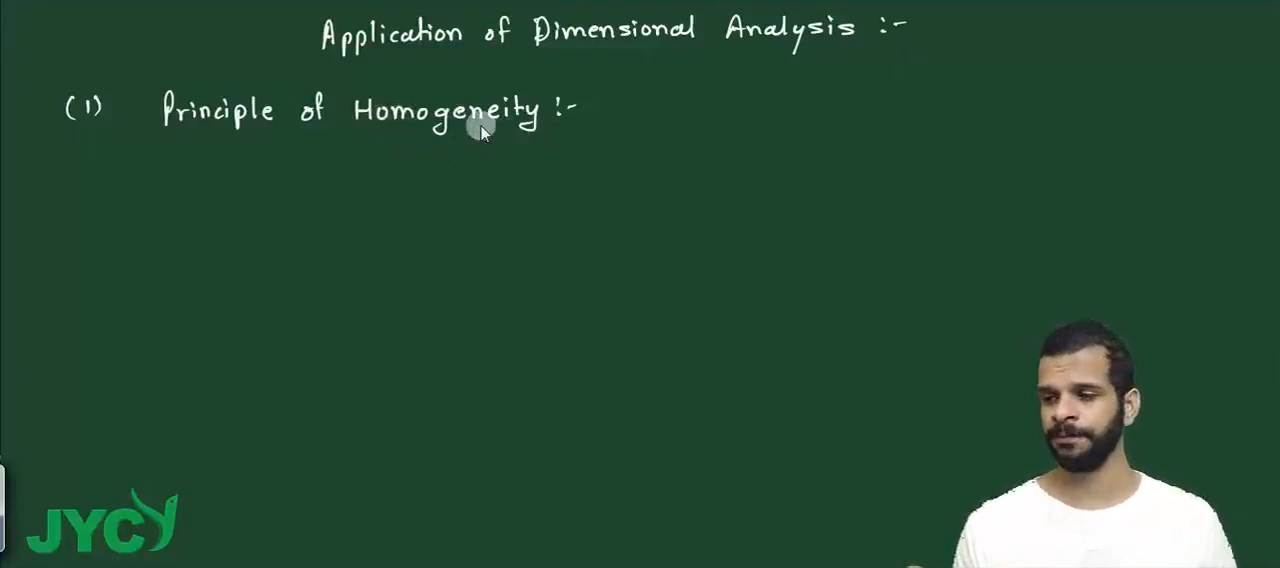 Application of Dimensional Analysis :-
(1) Principle of Homogeneity :-
JYC